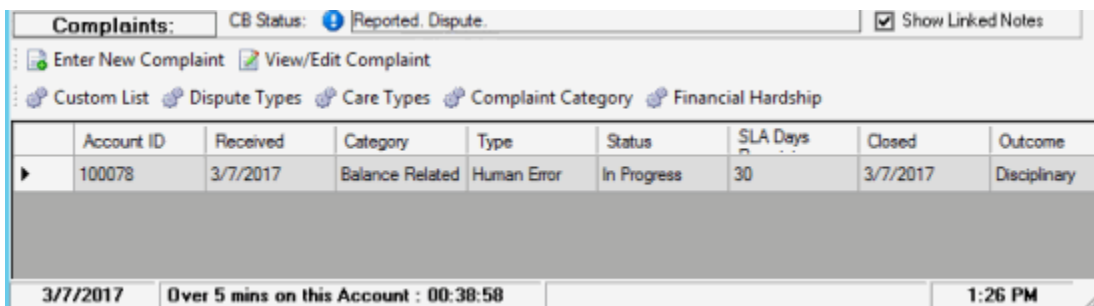 Complaints: CB Status: Reported. Dispute. Show Linked Notes
Enter New Complaint View/Edit Complaint
Custom List Dispute Types Care Types Complaint Category Financial Hardship
Account ID Received Category Type Status SLA Days Closed Outcome
100078 3/7/2017 Balance Related Human Error In Progress 30 3/7/2017 Disciplinary
3/7/2017 Over 5 mins on this Account : 00:38:58 1:26 PM